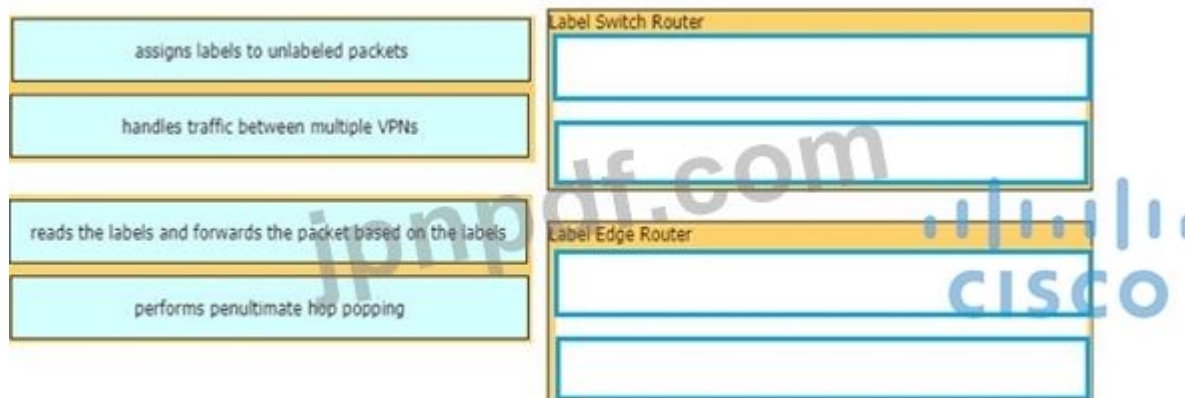 assigns labels to unlabeled packets
handles traffic between multiple VPNs
reads the labels and forwards the packet based on the labels
performs penultimate hop popping
Label Switch Router
Label Edge Router
jpnpdf.com
CISCO